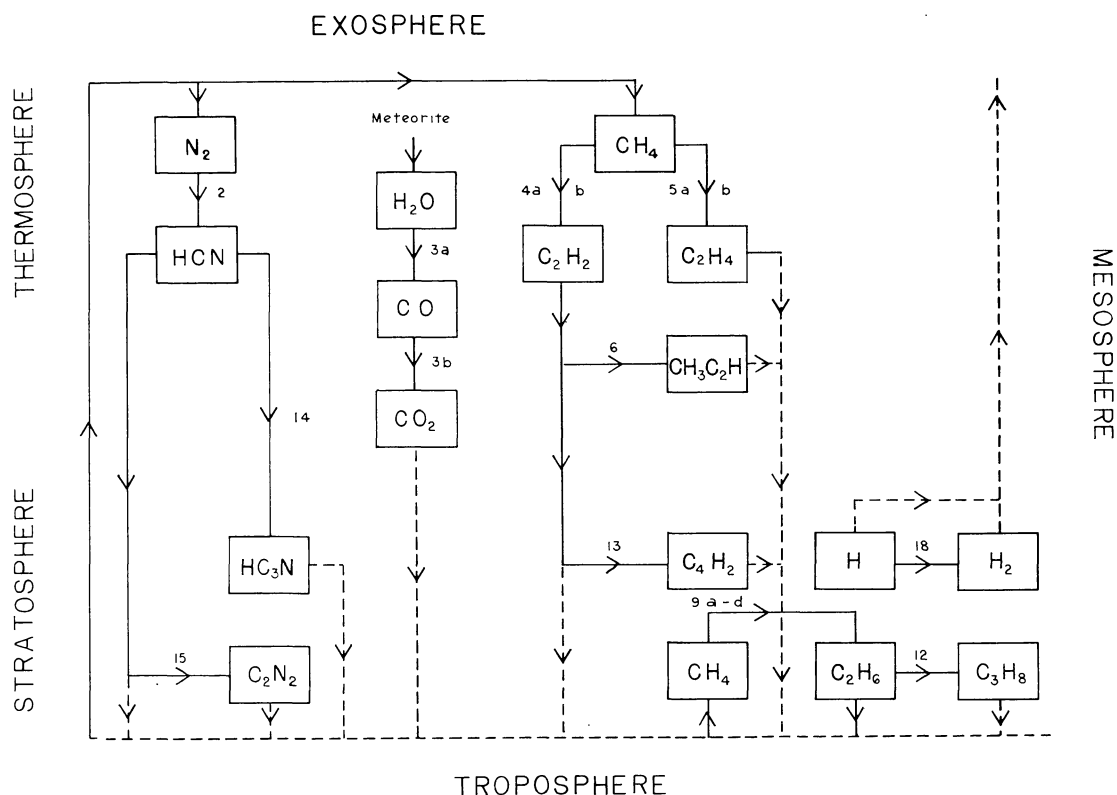 EXOSPHERE
THERMOSPHERE
STRATOSPHERE
MESOSPHERE
TROPOSPHERE
N₂
2
HCN
14
HC₃N
15
C₂N₂
Meteorite
H₂O
3a
CO
3b
CO₂
CH₄
4a b
5a b
C₂H₂
C₂H₄
6
CH₃C₂H
13
C₄H₂
9 a-d
CH₄
C₂H₆
12
C₃H₈
H
18
H₂